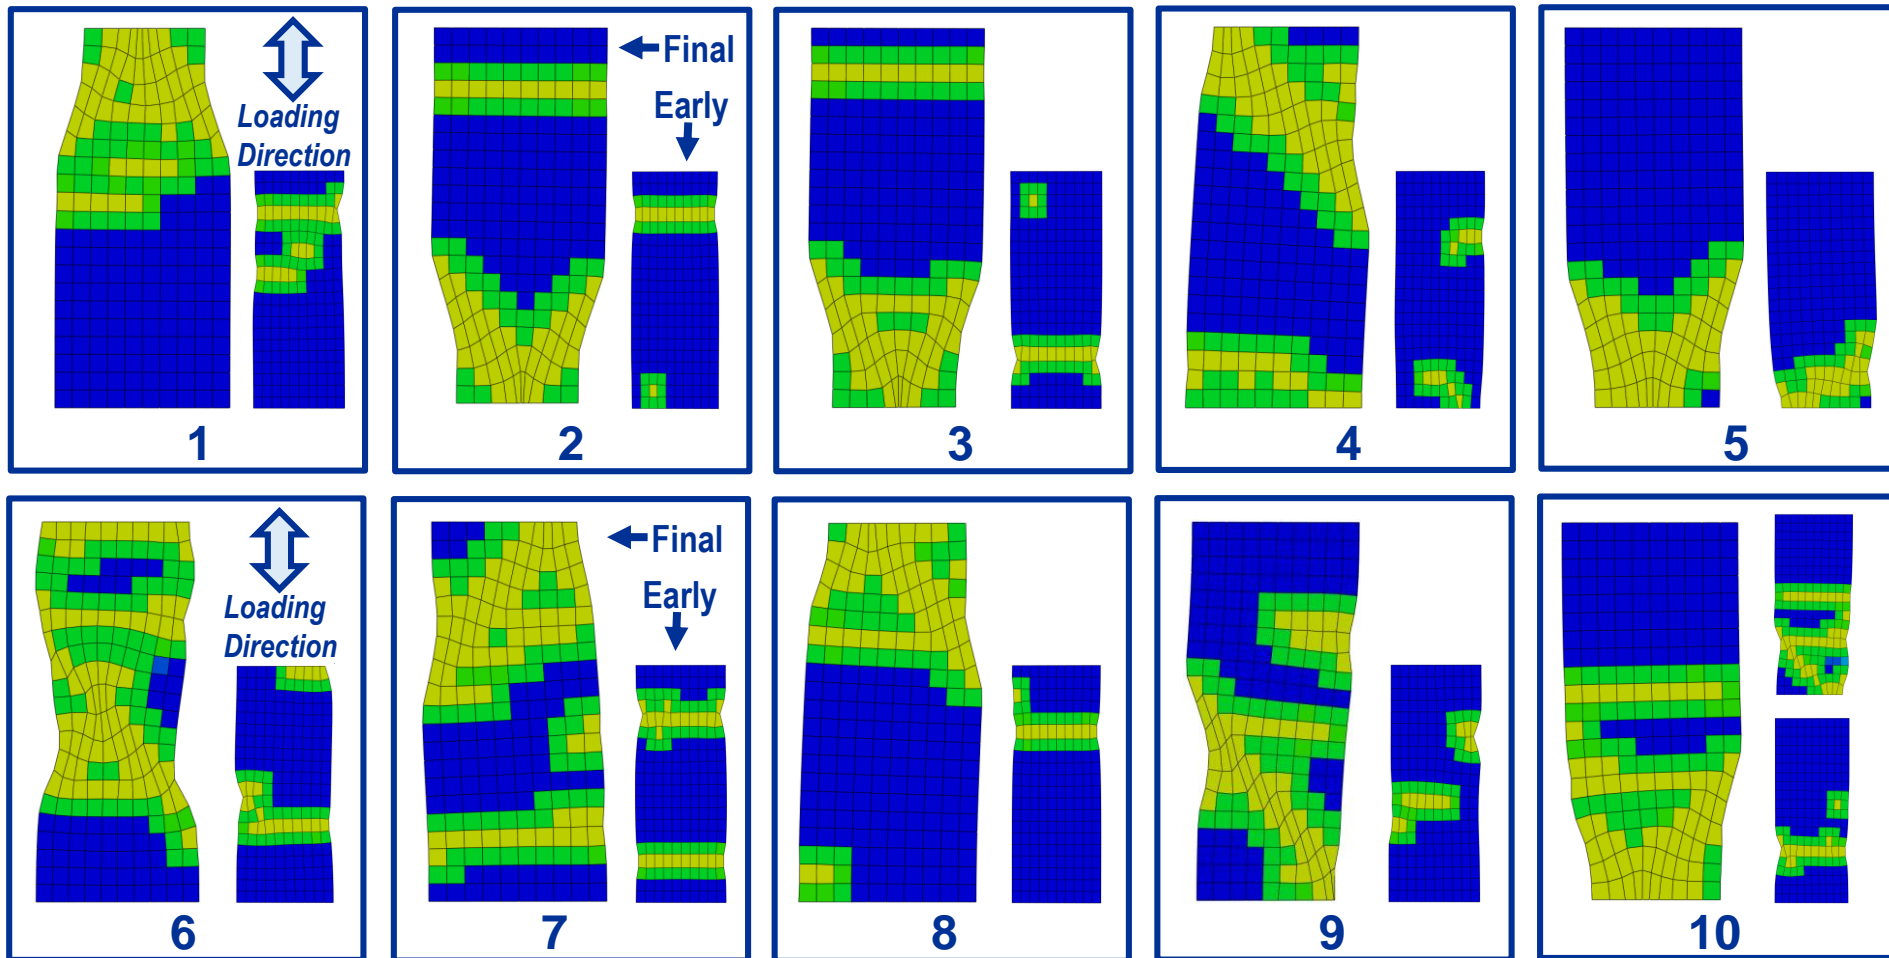 Loading
Direction
1
Final
Early
2
3
4
5
Loading
Direction
6
Final
Early
7
8
9
10